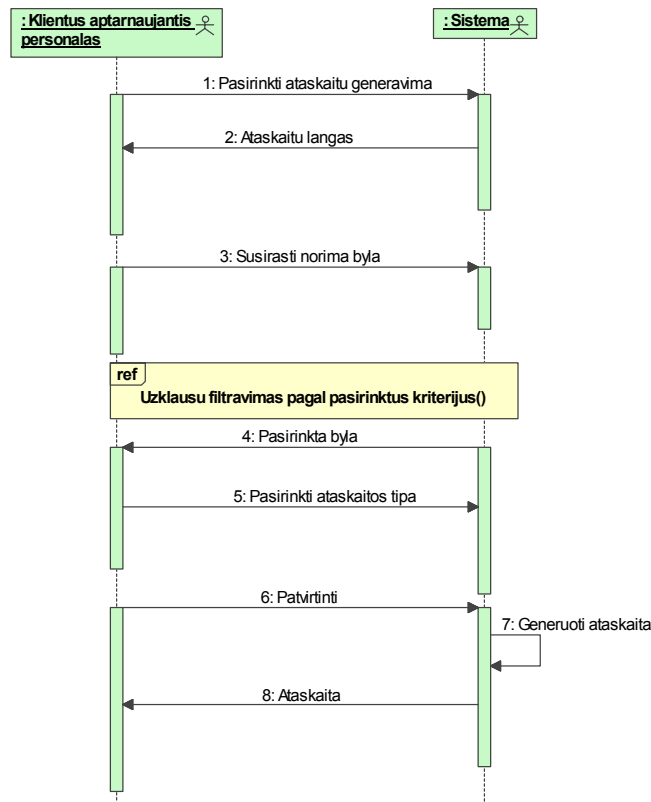 : Klientus aptarnaujantis
personalas
: Sistema
1: Pasirinkti ataskaitu generavima
2: Ataskaitu langas
3: Susirasti norima byla
ref
Uzklausu filtravimas pagal pasirinktus kriterijus()
4: Pasirinkta byla
5: Pasirinkti ataskaitos tipa
6: Patvirtinti
7: Generuoti ataskaita
8: Ataskaita